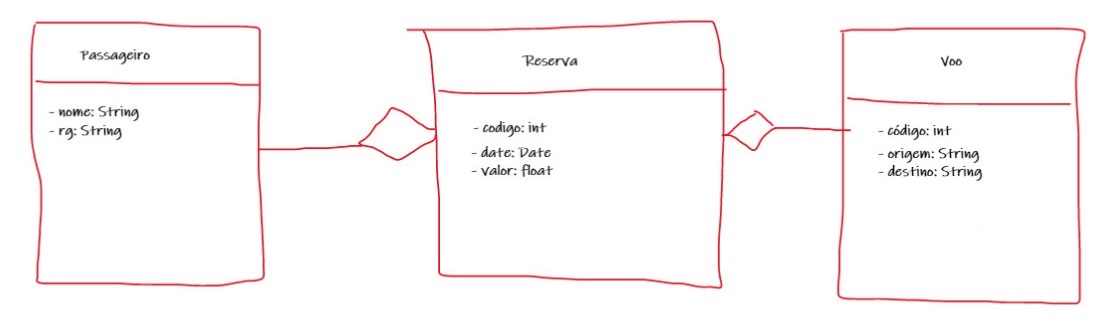 Passageiro
- nome: String
- rg: String
Reserva
- codigo: int
- date: Date
- valor: float
Voo
- código: int
- origem: String
- destino: String